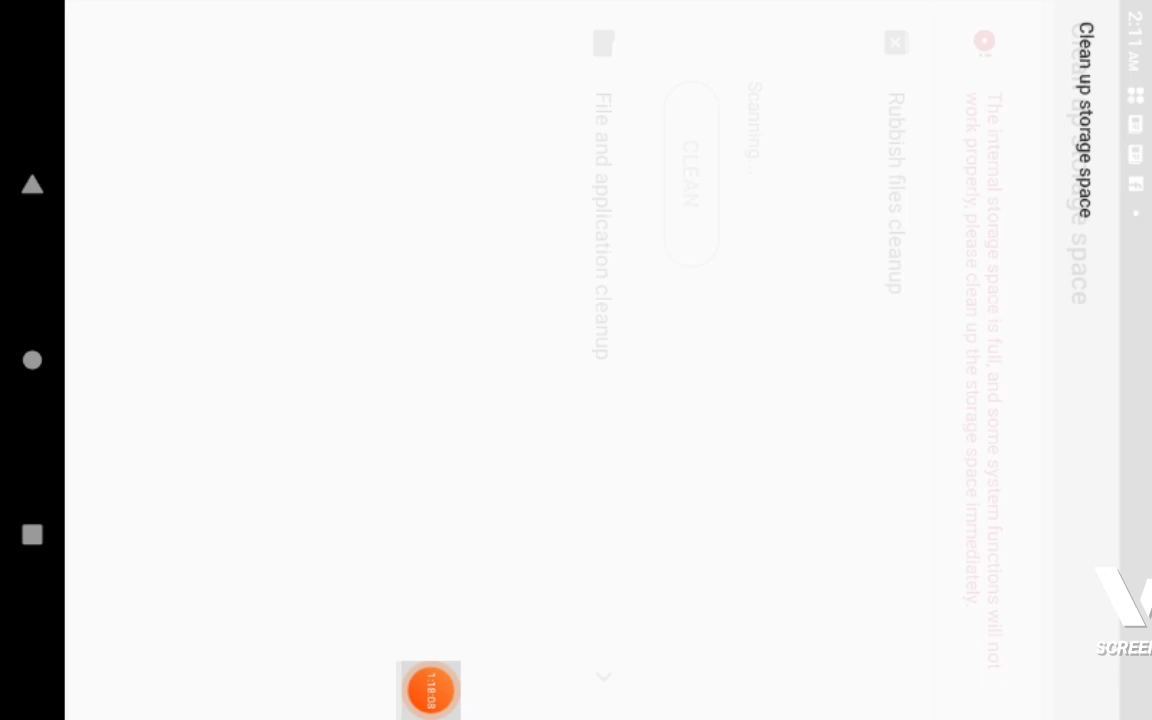 2:11 AM
Clean up storage space
Clean up storage space
The internal storage space is full, and some system functions will not
work properly, please clean up the storage space immediately.
Rubbish files cleanup
Scanning...
CLEAN
File and application cleanup
1:18:08
SCREE